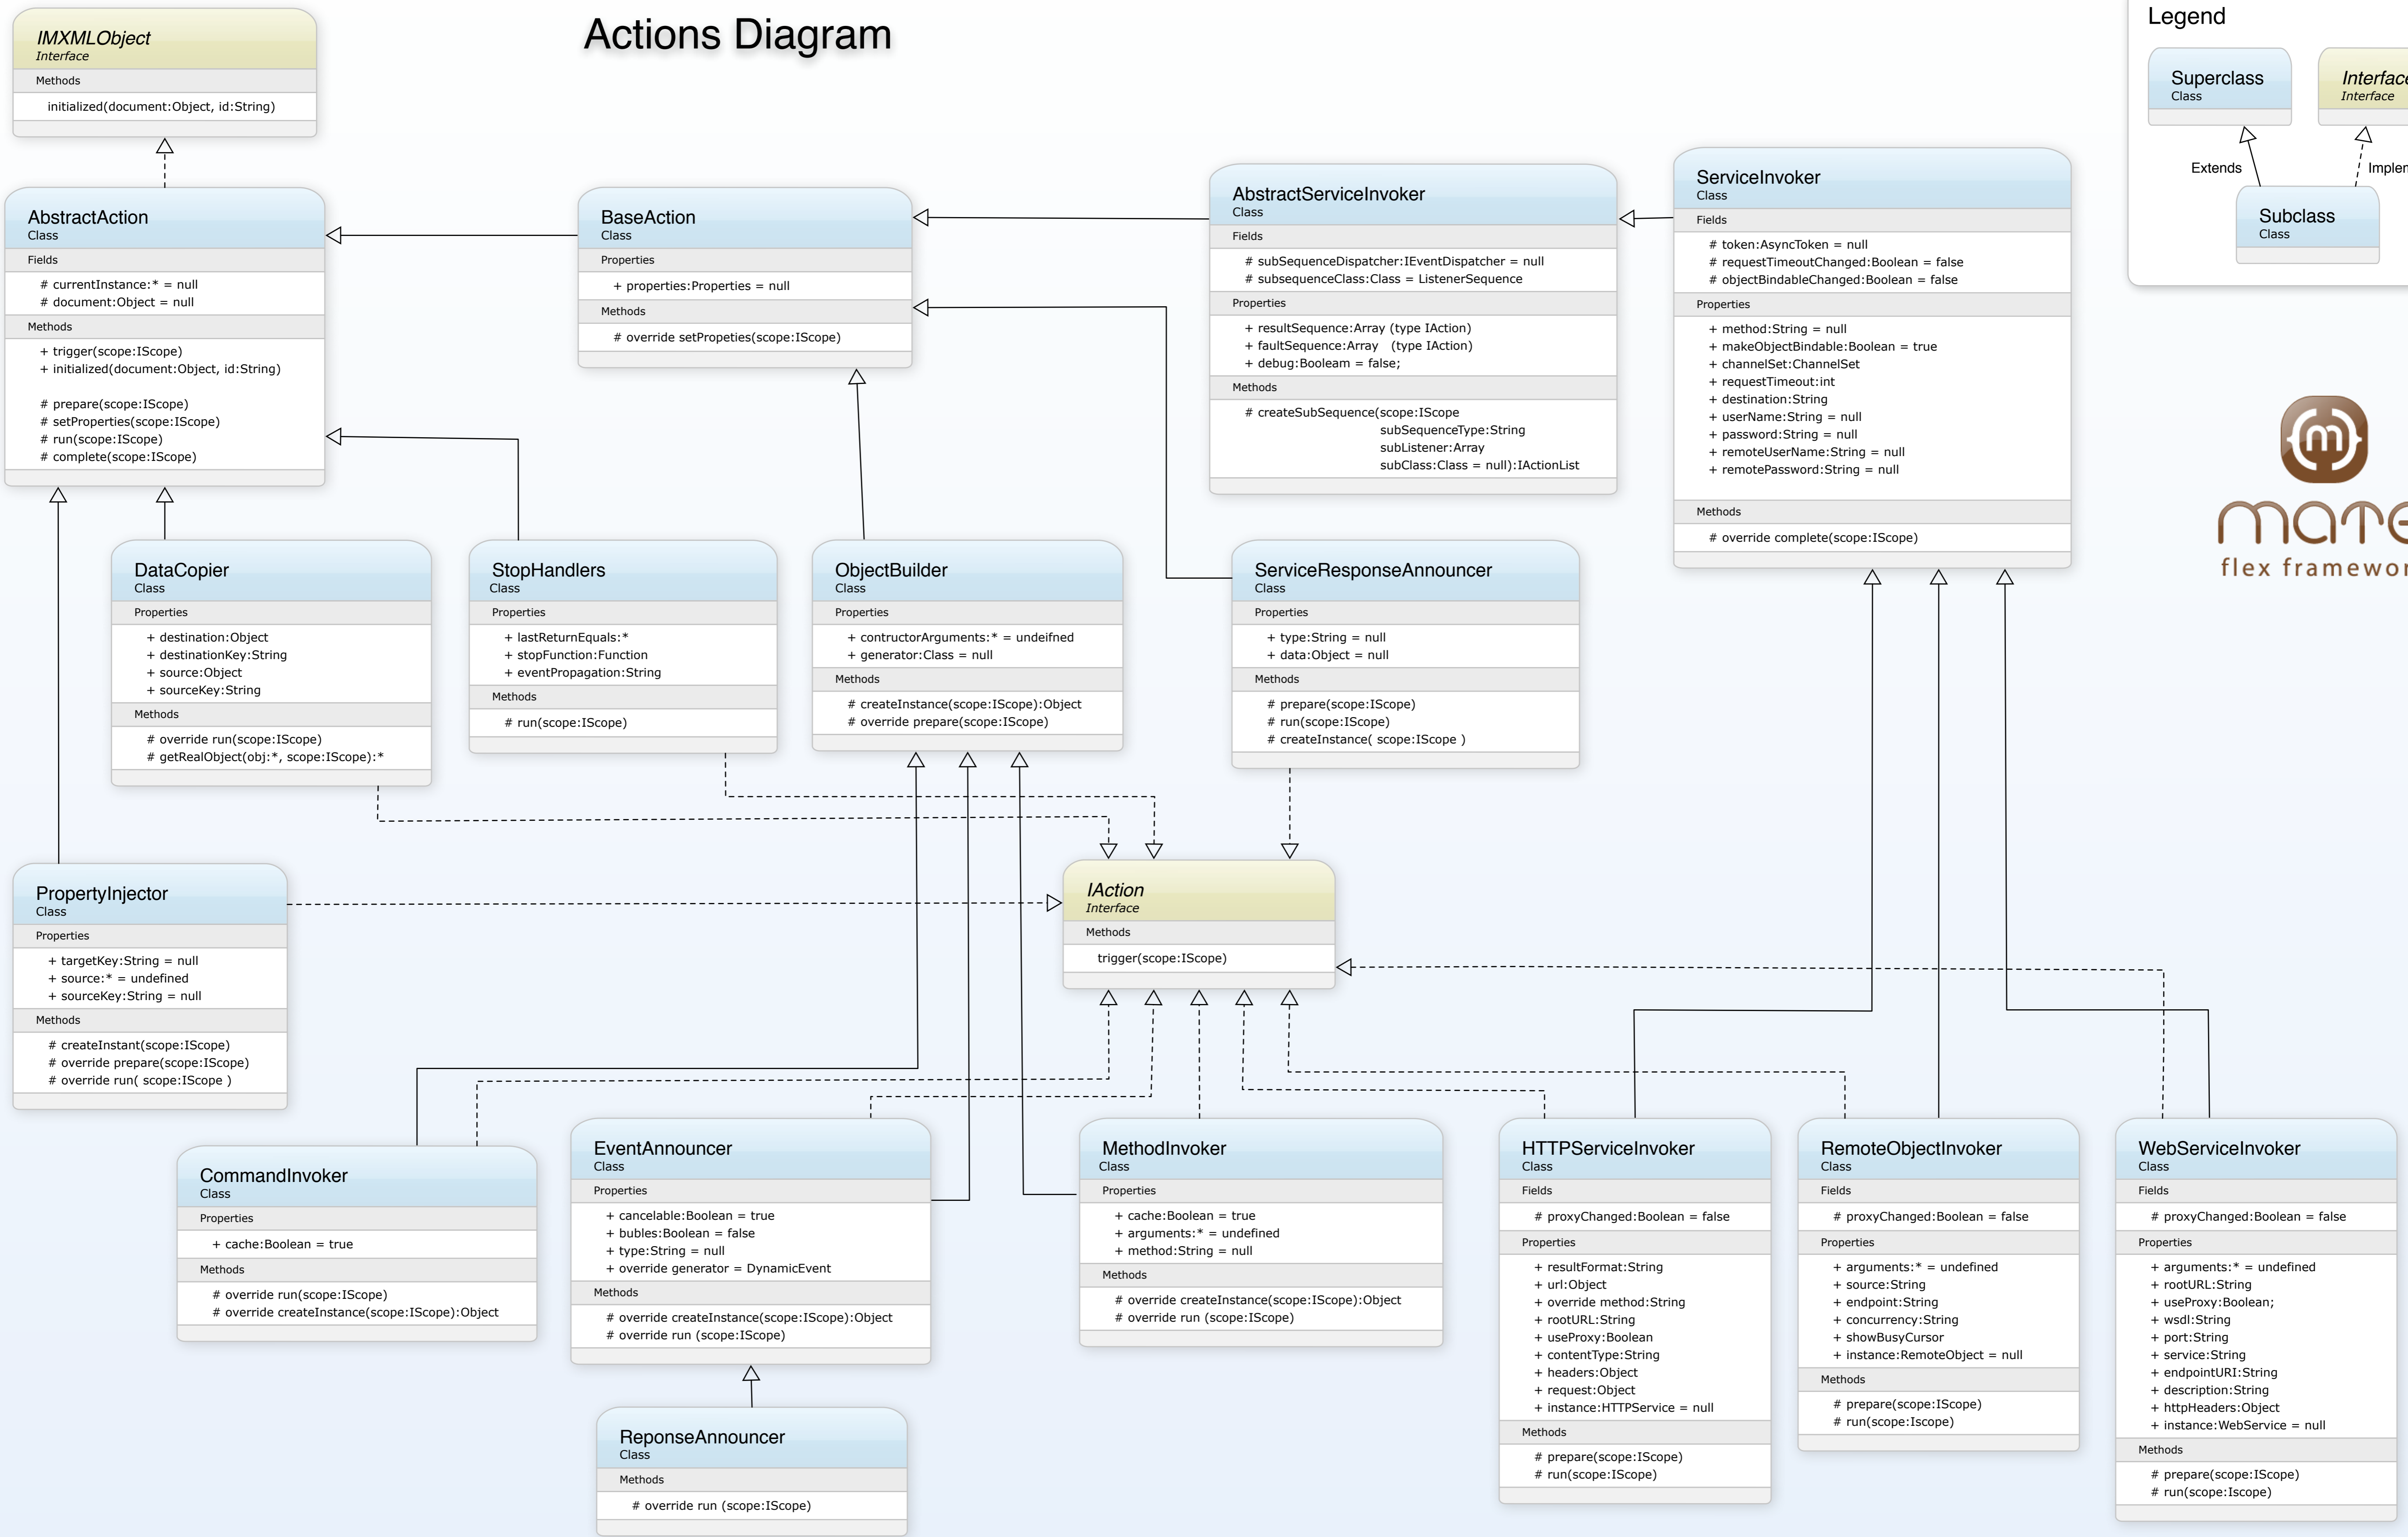 Actions Diagram
IMXMLObject
Interface
Methods
initialized(document:Object, id:String)
Legend
Superclass
Class
Interface
Interface
Extends
Implem
Subclass
Class
AbstractAction
Class
Fields
# currentInstance:* = null
# document:Object = null
Methods
+ trigger(scope:IScope)
+ initialized(document:Object, id:String)
# prepare(scope:IScope)
# setProperties(scope:IScope)
# run(scope:IScope)
# complete(scope:IScope)
BaseAction
Class
Properties
+ properties:Properties = null
Methods
# override setPropeties(scope:IScope)
AbstractServiceInvoker
Class
Fields
# subSequenceDispatcher:IEventDispatcher = null
# subsequenceClass:Class = ListenerSequence
Properties
+ resultSequence:Array (type IAction)
+ faultSequence:Array (type IAction)
+ debug:Booleam = false;
Methods
# createSubSequence(scope:IScope
subSequenceType:String
subListener:Array
subClass:Class = null):IActionList
ServiceInvoker
Class
Fields
# token:AsyncToken = null
# requestTimeoutChanged:Boolean = false
# objectBindableChanged:Boolean = false
Properties
+ method:String = null
+ makeObjectBindable:Boolean = true
+ channelSet:ChannelSet
+ requestTimeout:int
+ destination:String
+ userName:String = null
+ password:String = null
+ remoteUserName:String = null
+ remotePassword:String = null
Methods
# override complete(scope:IScope)
m
mate
flex framewor
DataCopier
Class
Properties
+ destination:Object
+ destinationKey:String
+ source:Object
+ sourceKey:String
Methods
# override run(scope:IScope)
# getRealObject(obj:*, scope:IScope):*
StopHandlers
Class
Properties
+ lastReturnEquals:*
+ stopFunction:Function
+ eventPropagation:String
Methods
# run(scope:IScope)
ObjectBuilder
Class
Properties
+ contructorArguments:* = undeifned
+ generator:Class = null
Methods
# createInstance(scope:IScope):Object
# override prepare(scope:IScope)
ServiceResponseAnnouncer
Class
Properties
+ type:String = null
+ data:Object = null
Methods
# prepare(scope:IScope)
# run(scope:IScope)
# createInstance( scope:IScope )
PropertyInjector
Class
Properties
+ targetKey:String = null
+ source:* = undefined
+ sourceKey:String = null
Methods
# createInstant(scope:IScope)
# override prepare(scope:IScope)
# override run( scope:IScope )
IAction
Interface
Methods
trigger(scope:IScope)
CommandInvoker
Class
Properties
+ cache:Boolean = true
Methods
# override run(scope:IScope)
# override createInstance(scope:IScope):Object
EventAnnouncer
Class
Properties
+ cancelable:Boolean = true
+ bubles:Boolean = false
+ type:String = null
+ override generator = DynamicEvent
Methods
# override createInstance(scope:IScope):Object
# override run (scope:IScope)
MethodInvoker
Class
Properties
+ cache:Boolean = true
+ arguments:* = undefined
+ method:String = null
Methods
# override createInstance(scope:IScope):Object
# override run (scope:IScope)
HTTPServiceInvoker
Class
Fields
# proxyChanged:Boolean = false
Properties
+ resultFormat:String
+ url:Object
+ override method:String
+ rootURL:String
+ useProxy:Boolean
+ contentType:String
+ headers:Object
+ request:Object
+ instance:HTTPService = null
Methods
# prepare(scope:IScope)
# run(scope:IScope)
RemoteObjectInvoker
Class
Fields
# proxyChanged:Boolean = false
Properties
+ arguments:* = undefined
+ source:String
+ endpoint:String
+ concurrency:String
+ showBusyCursor
+ instance:RemoteObject = null
Methods
# prepare(scope:IScope)
# run(scope:Iscope)
WebServiceInvoker
Class
Fields
# proxyChanged:Boolean = false
Properties
+ arguments:* = undefined
+ rootURL:String
+ useProxy:Boolean;
+ wsdl:String
+ port:String
+ service:String
+ endpointURI:String
+ description:String
+ httpHeaders:Object
+ instance:WebService = null
Methods
# prepare(scope:IScope)
# run(scope:Iscope)
ReponseAnnouncer
Class
Methods
# override run (scope:IScope)